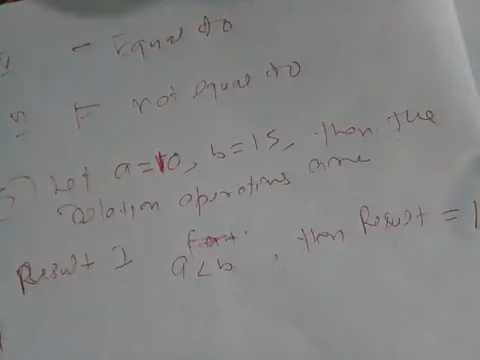 - Equal to
not equal to
Let a=10, b=15, then the
relation operations are
Result 1 a<b, then Result = 1